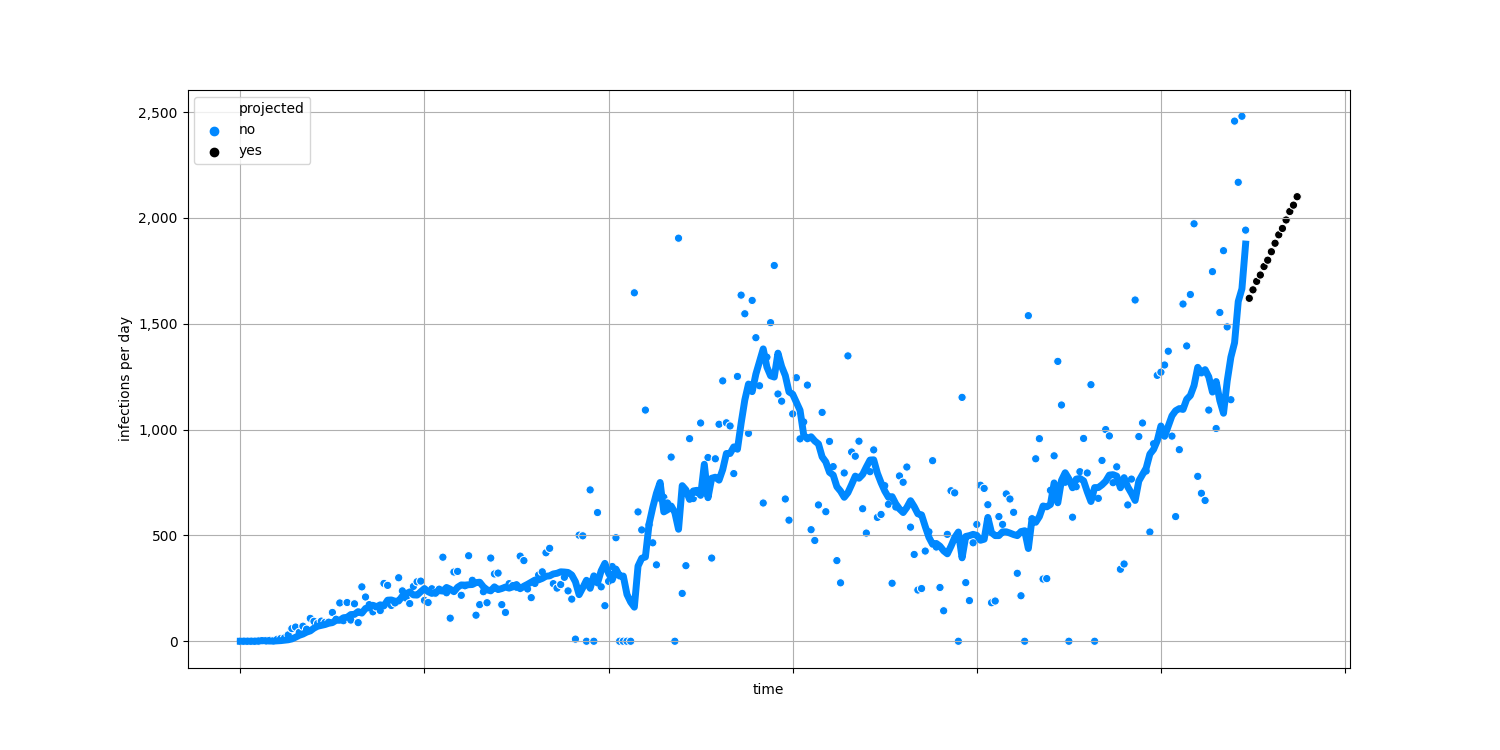 projected
no
yes
2,500
2,000
1,500
1,000
500
0
infections per day
time